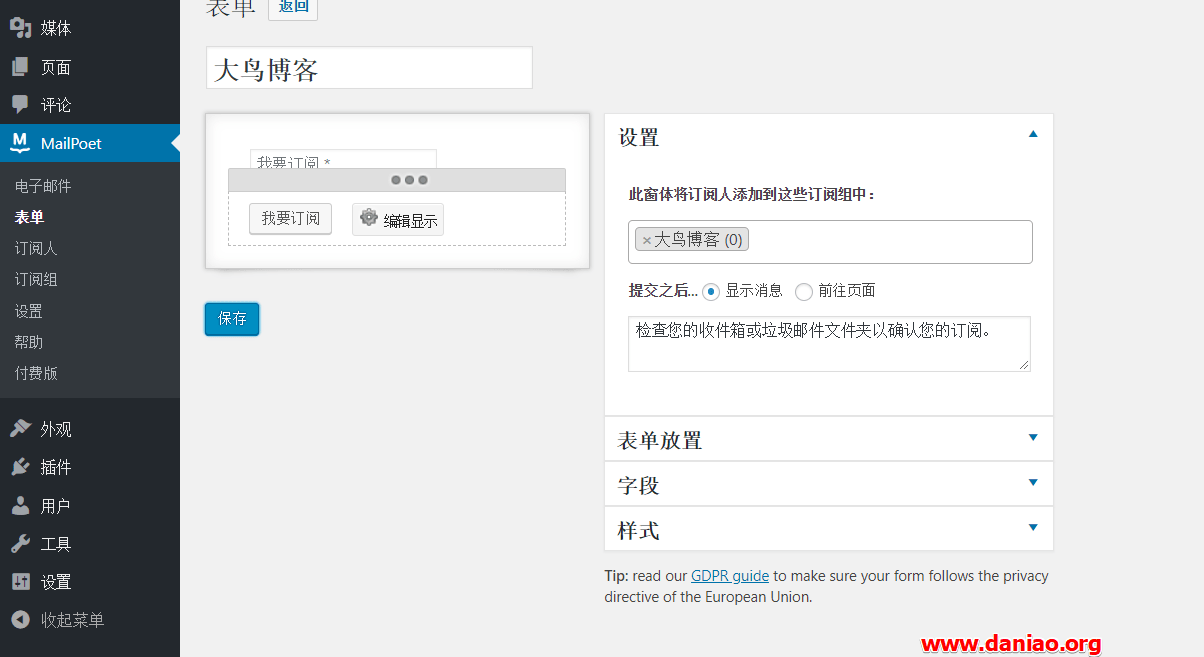 媒体
页面
评论
MailPoet
电子邮件
表单
订阅人
订阅组
设置
帮助
付费版
外观
插件
用户
工具
设置
收起菜单
表单 返回
大鸟博客
我要订阅 *
我要订阅 编辑显示
保存
设置
此窗体将订阅人添加到这些订阅组中：
×大鸟博客 (0)
提交之后... 显示消息 前往页面
检查您的收件箱或垃圾邮件文件夹以确认您的订阅。
表单放置
字段
样式
Tip: read our GDPR guide to make sure your form follows the privacy
directive of the European Union.
www.daniao.org